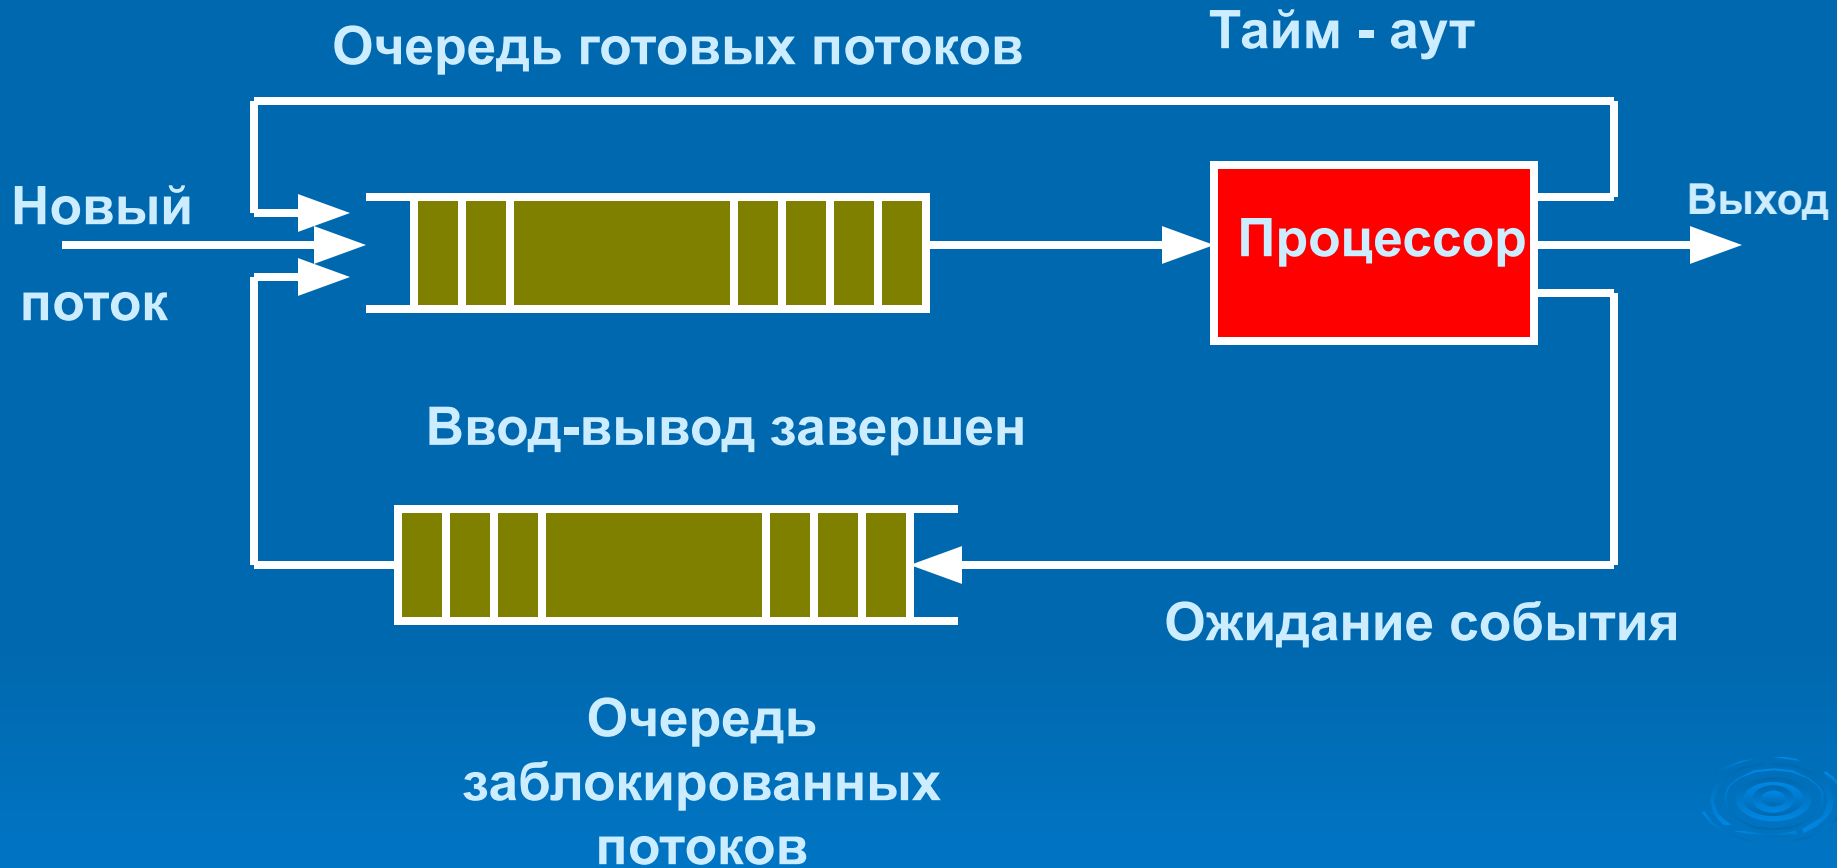 Очередь готовых потоков
Тайм - аут
Новый
поток
Процессор
Выход
Ввод-вывод завершен
Ожидание события
Очередь
заблокированных
потоков